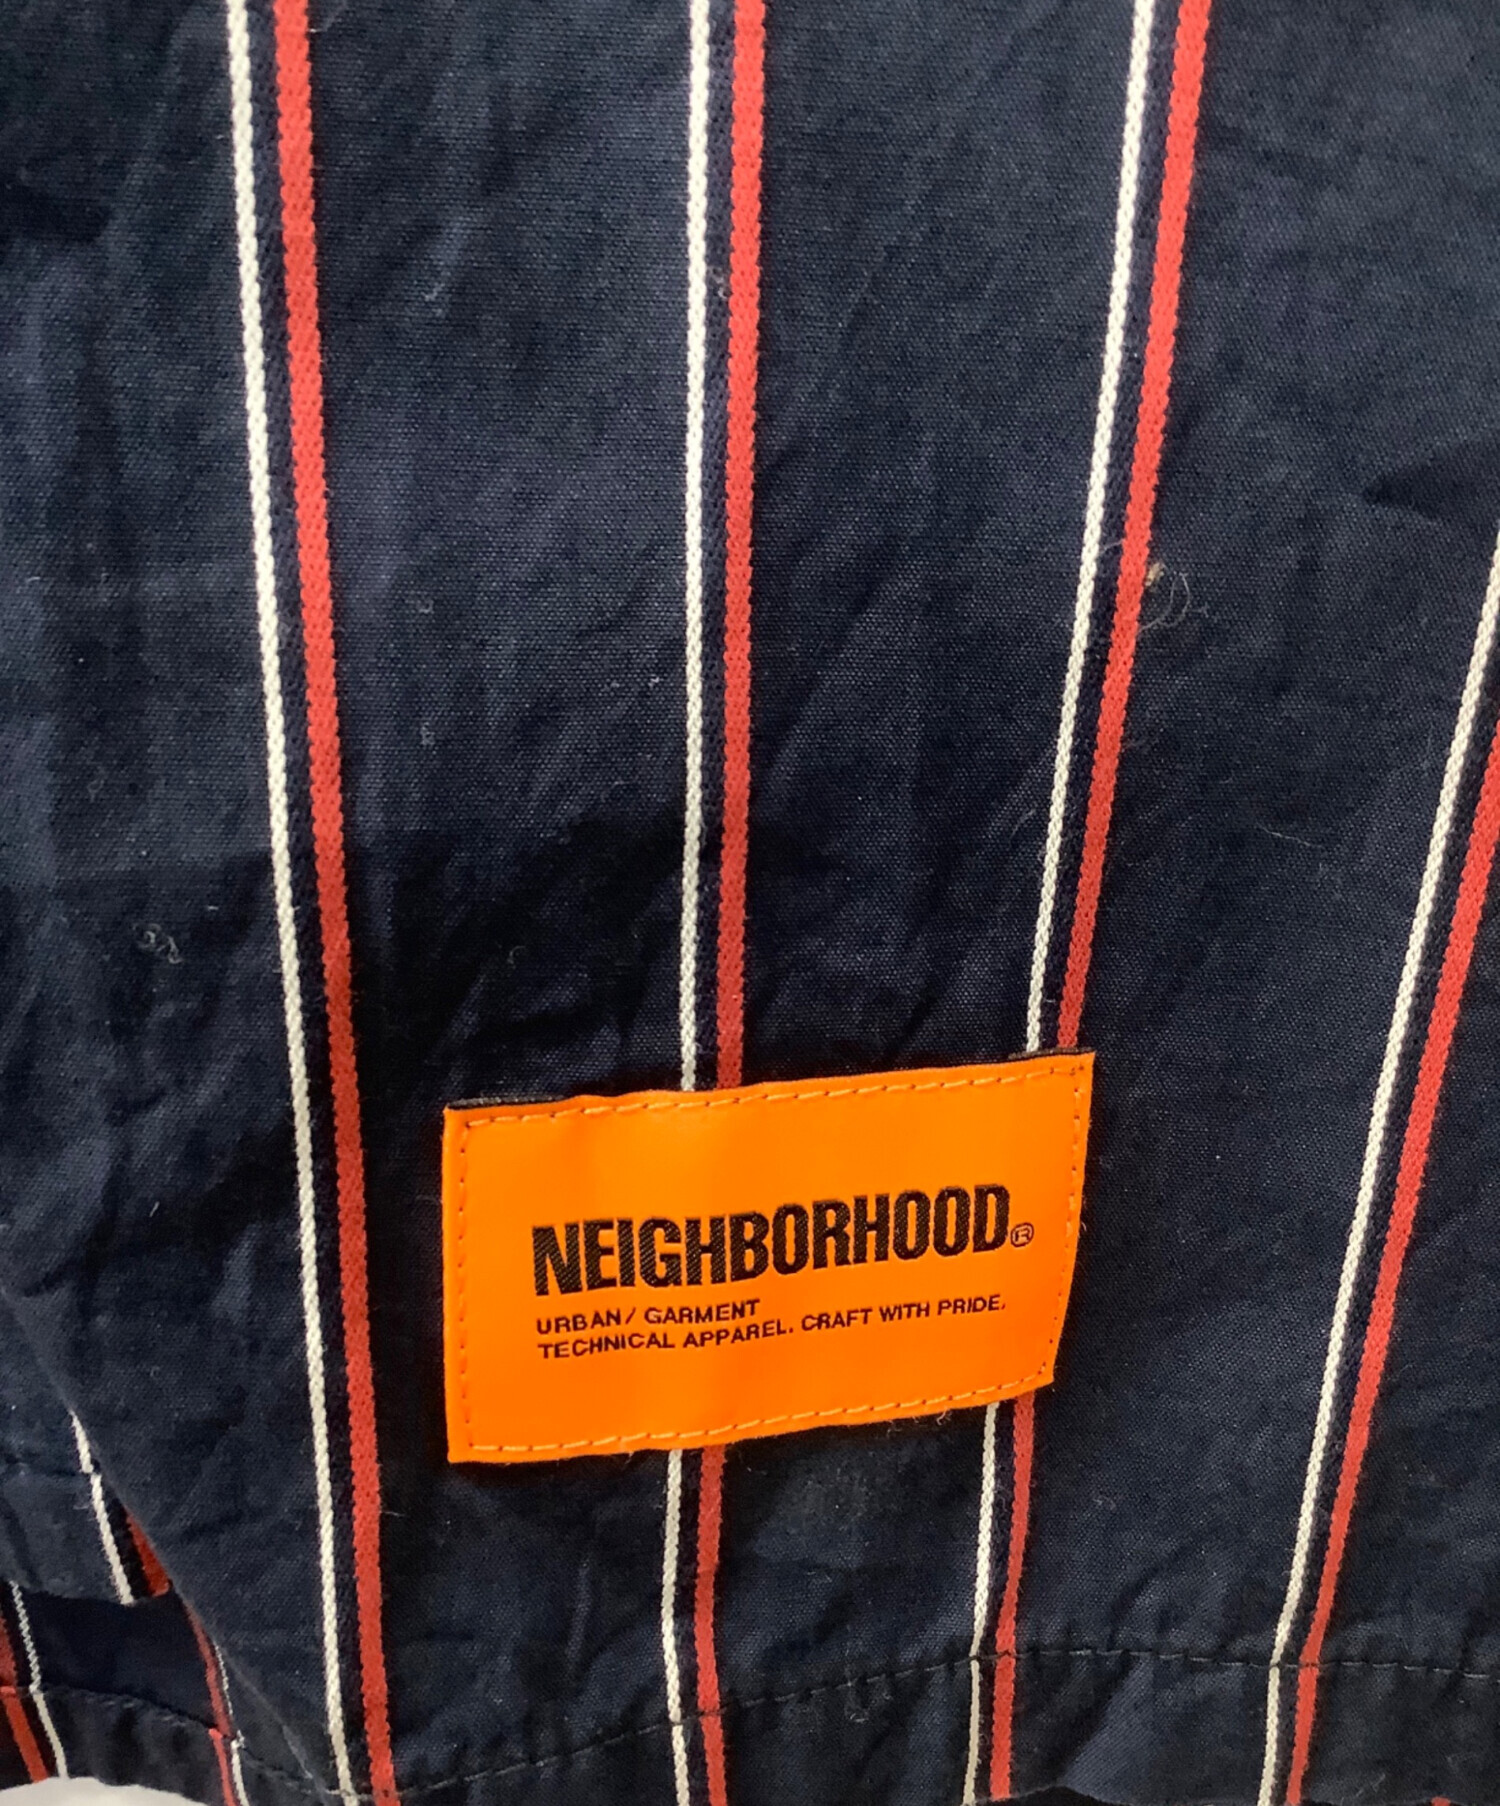 NEIGHBORHOOD®
URBAN/ GARMENT
TECHNICAL APPAREL. CRAFT WITH PRIDE.